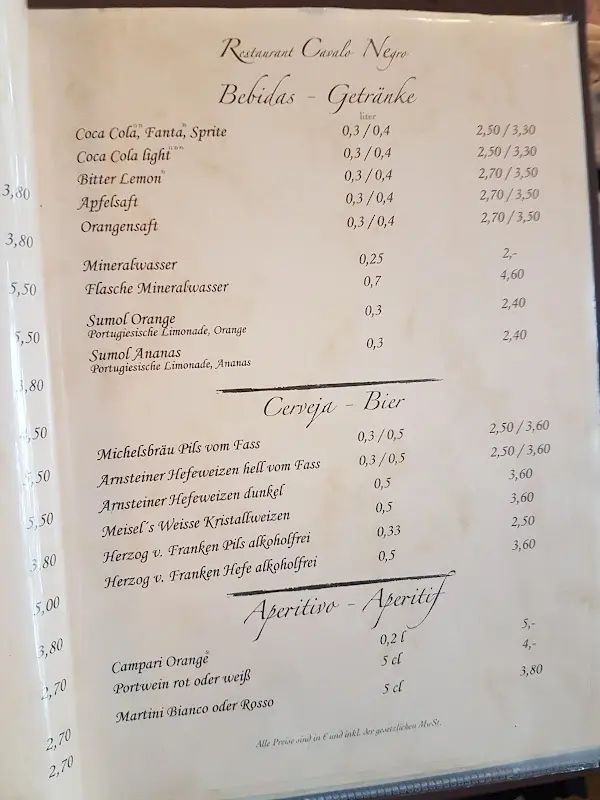 Restaurant Cavalo Negro
Bebidas - Getränke
liter
Coca Cola, Fanta, Sprite 0,3 / 0,4 2,50 / 3,30
Coca Cola light 0,3 / 0,4 2,50 / 3,30
Bitter Lemon 0,3 / 0,4 2,70 / 3,50
Apfelsaft 0,3 / 0,4 2,70 / 3,50
Orangensaft 0,3 / 0,4 2,70 / 3,50
Mineralwasser 0,25 2,-
Flasche Mineralwasser 0,7 4,60
Sumol Orange 0,3 2,40
Portugiesische Limonade, Orange
Sumol Ananas 0,3 2,40
Portugiesische Limonade, Ananas
Cerveja - Bier
Michelsbräu Pils vom Fass 0,3 / 0,5 2,50 / 3,60
Arnsteiner Hefeweizen hell vom Fass 0,3 / 0,5 2,50 / 3,60
Arnsteiner Hefeweizen dunkel 0,5 3,60
Meisel´s Weisse Kristallweizen 0,5 3,60
Herzog v. Franken Pils alkoholfrei 0,33 2,50
Herzog v. Franken Hefe alkoholfrei 0,5 3,60
Aperitivo - Aperitif
Campari Orange 0,2 l 5,-
Portwein rot oder weiß 5 cl 4,-
Martini Bianco oder Rosso 5 cl 3,80
Alle Preise sind in € und inkl. der gesetzlichen MwSt.
3,80
3,80
5,50
5,50
3,80
,50
,50
5,50
3,80
5,00
3,80
2,70
2,70
2,70